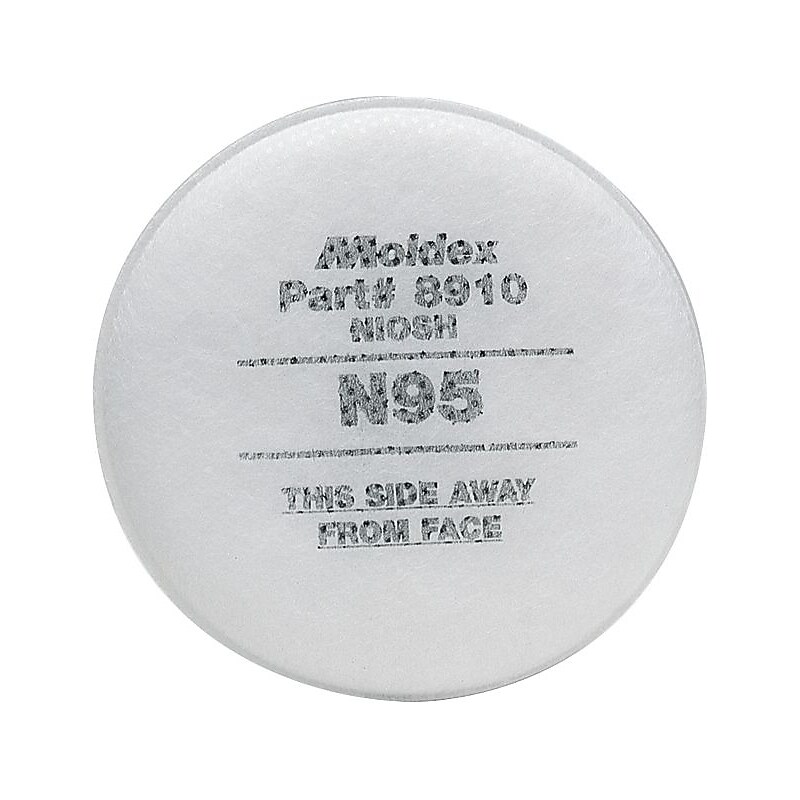 Moldex
Part# 8910
NIOSH
N95
THIS SIDE AWAY
FROM FACE